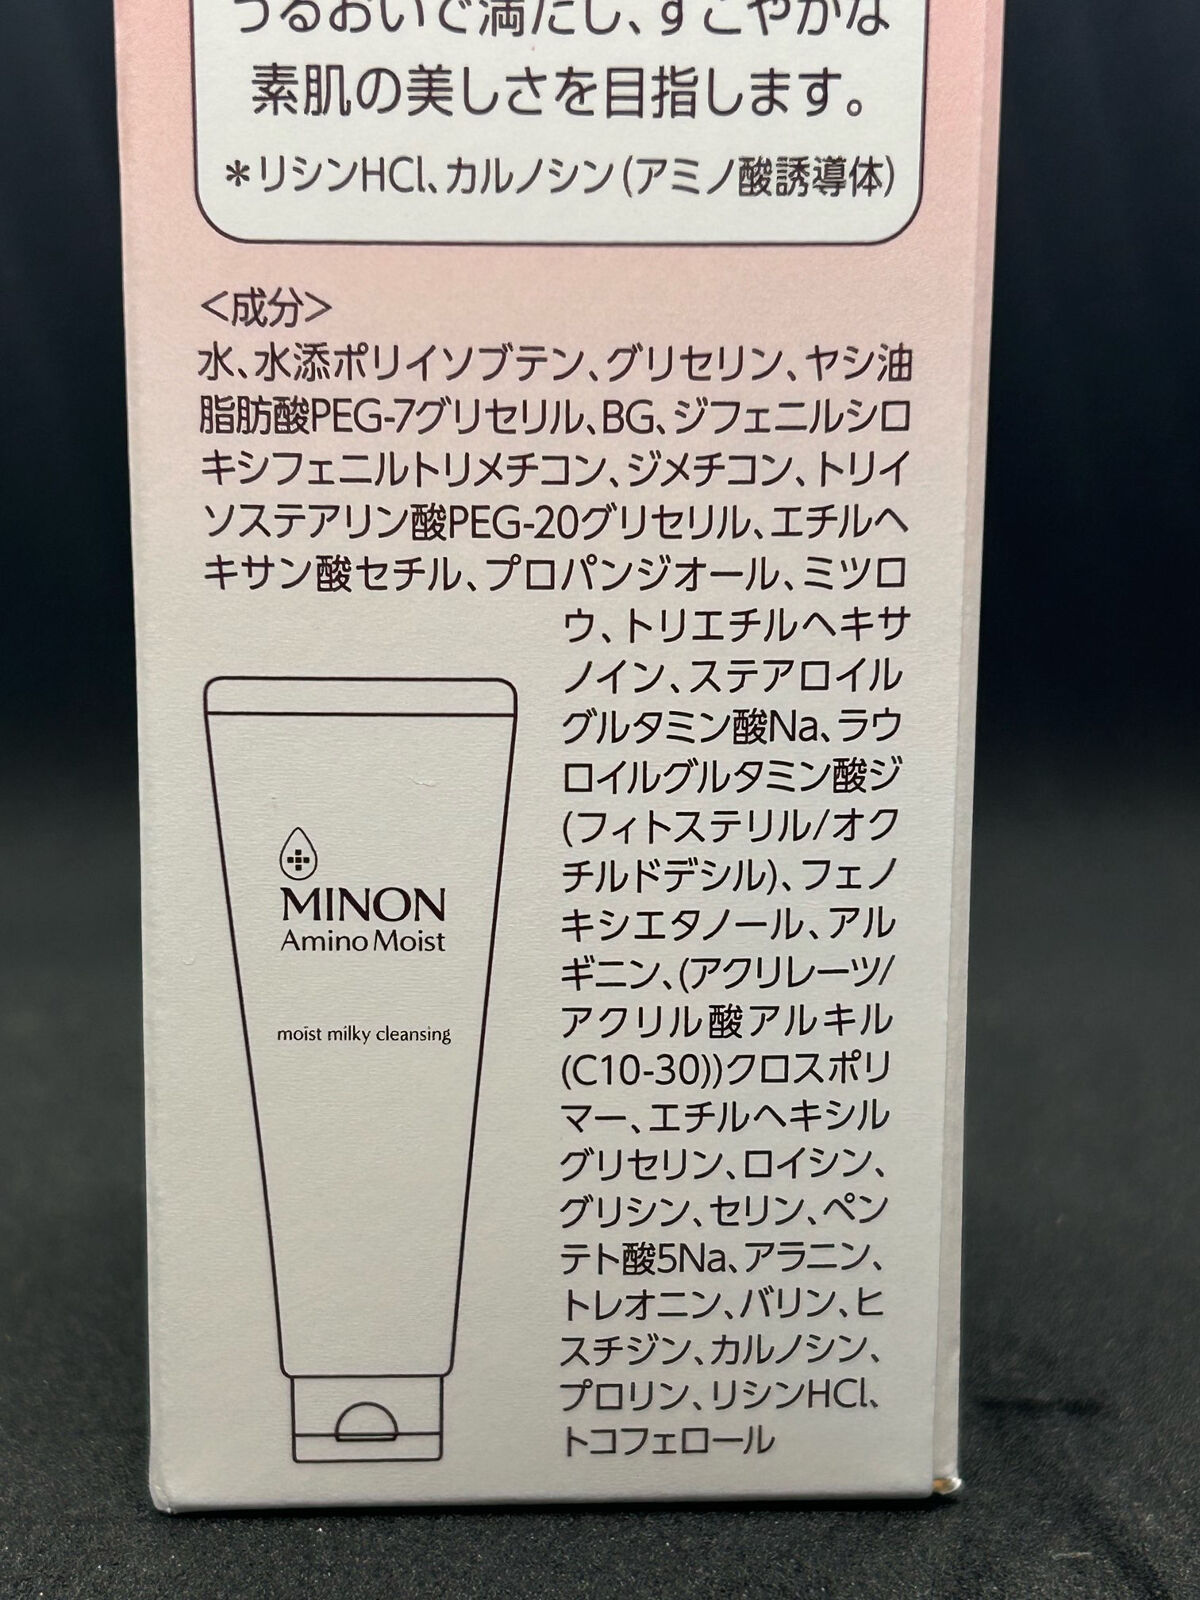 うるおいで満たし、すこやかな
素肌の美しさを目指します。
*リシンHCl、カルノシン(アミノ酸誘導体)
<成分>
水、水添ポリイソブテン、グリセリン、ヤシ油
脂肪酸PEG-7グリセリル、BG、ジフェニルシロ
キシフェニルトリメチコン、ジメチコン、トリイ
ソステアリン酸PEG-20グリセリル、エチルヘ
キサン酸セチル、プロパンジオール、ミツロ
ウ、トリエチルヘキサ
ノイン、ステアロイル
グルタミン酸Na、ラウ
ロイルグルタミン酸ジ
(フィトステリル/オク
チルドデシル)、フェノ
キシエタノール、アル
ギニン、(アクリレーツ/
アクリル酸アルキル
(C10-30))クロスポリ
マー、エチルヘキシル
グリセリン、ロイシン、
グリシン、セリン、ペン
テト酸5Na、アラニン、
トレオニン、バリン、ヒ
スチジン、カルノシン、
プロリン、リシンHCl、
トコフェロール
MINON
Amino Moist
moist milky cleansing